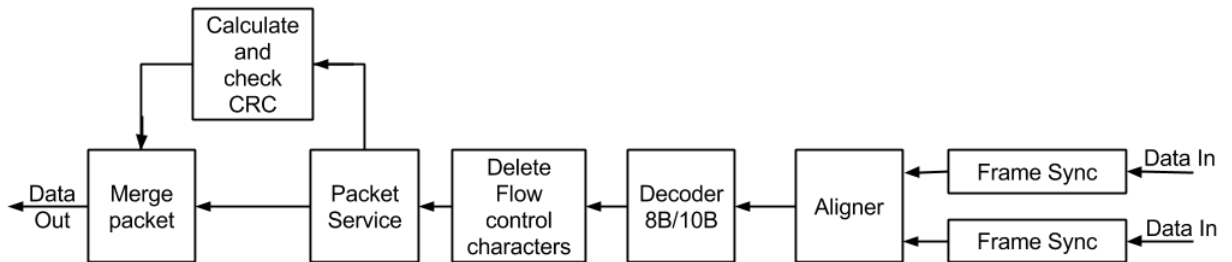 Calculate
and
check
CRC
Data
Out
Merge
packet
Packet
Service
Delete
Flow
control
characters
Decoder
8B/10B
Aligner
Frame Sync
Data In
Frame Sync
Data In